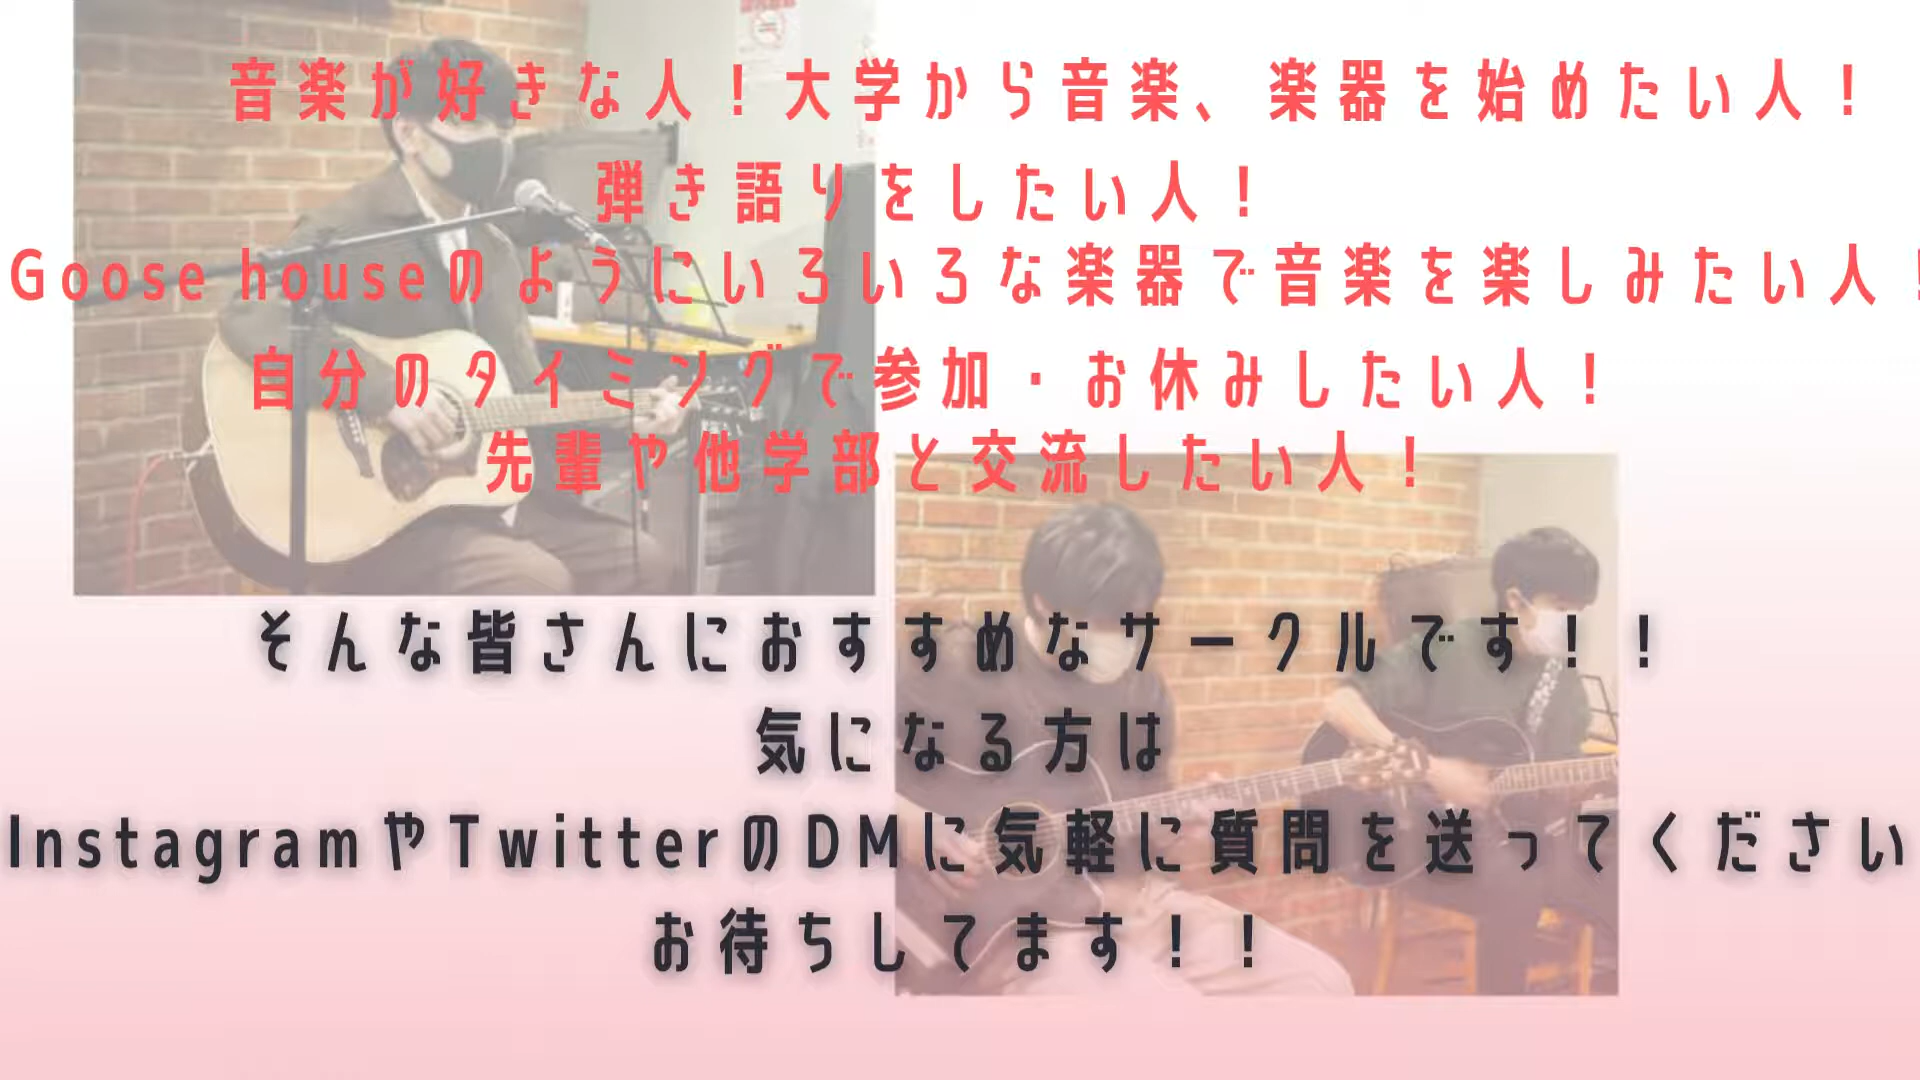 音楽が好きな人！大学から音楽、楽器を始めたい人！
弾き語りをしたい人！
Goose houseのようにいろいろな楽器で音楽を楽しみたい人！
自分のタイミングで参加・お休みしたい人！
先輩や他学部と交流したい人！
そんな皆さんにおすすめなサークルです！！
気になる方は
InstagramやTwitterのDMに気軽に質問を送ってください
お待ちしてます！！